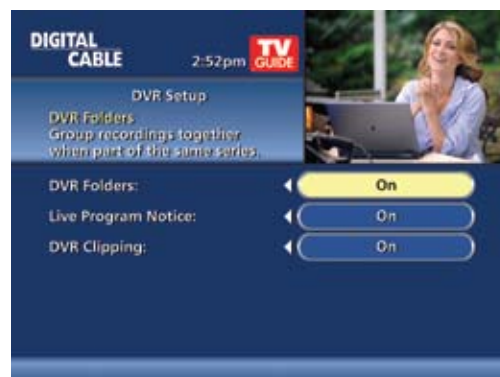 DIGITAL
CABLE
2:52pm
TV
GUIDE
DVR Setup
DVR Folders
Group recordings together
when part of the same series.
DVR Folders:
On
Live Program Notice:
On
DVR Clipping:
On